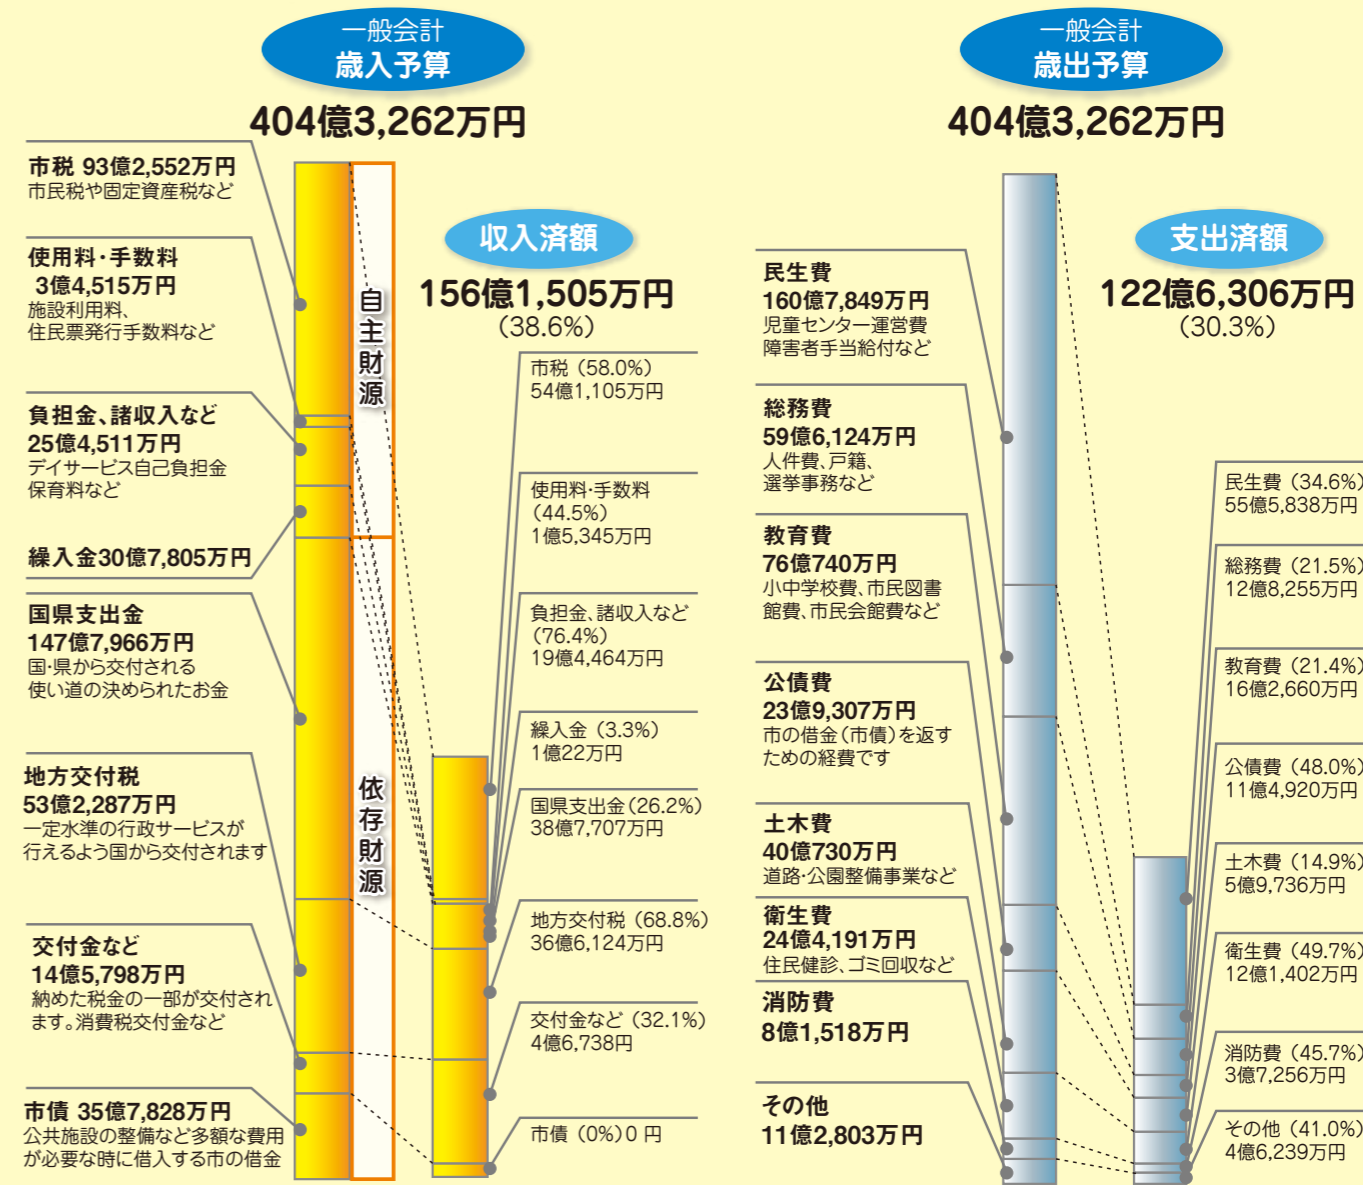 一般会計
歳入予算
404億3,262万円
市税 93億2,552万円
市民税や固定資産税など
使用料・手数料
3億4,515万円
施設利用料、
住民票発行手数料など
負担金、諸収入など
25億4,511万円
デイサービス自己負担金
保育料など
繰入金30億7,805万円
国県支出金
147億7,966万円
国・県から交付される
使い道の決められたお金
地方交付税
53億2,287万円
一定水準の行政サービスが
行えるよう国から交付されます
交付金など
14億5,798万円
納めた税金の一部が交付され
ます。消費税交付金など
市債 35億7,828万円
公共施設の整備など多額な費用
が必要な時に借入する市の借金
自主財源
依存財源
収入済額
156億1,505万円
(38.6%)
市税（58.0%）
54億1,105万円
使用料・手数料
(44.5%)
1億5,345万円
負担金、諸収入など
(76.4%)
19億4,464万円
繰入金（3.3%）
1億22万円
国県支出金（26.2%）
38億7,707万円
地方交付税（68.8%）
36億6,124万円
交付金など（32.1%）
4億6,738円
市債（0%）0 円
一般会計
歳出予算
404億3,262万円
民生費
160億7,849万円
児童センター運営費
障害者手当給付など
総務費
59億6,124万円
人件費、戸籍、
選挙事務など
教育費
76億740万円
小中学校費、市民図書
館費、市民会館費など
公債費
23億9,307万円
市の借金（市債）を返す
ための経費です
土木費
40億730万円
道路・公園整備事業など
衛生費
24億4,191万円
住民健診、ゴミ回収など
消防費
8億1,518万円
その他
11億2,803万円
支出済額
122億6,306万円
(30.3%)
民生費（34.6%）
55億5,838万円
総務費（21.5%）
12億8,255万円
教育費（21.4%）
16億2,660万円
公債費（48.0%）
11億4,920万円
土木費（14.9%）
5億9,736万円
衛生費（49.7%）
12億1,402万円
消防費（45.7%）
3億7,256万円
その他（41.0%）
4億6,239万円